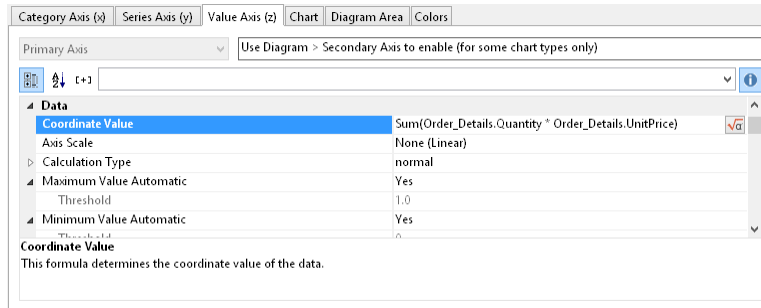 Category Axis (x) Series Axis (y) Value Axis (z) Chart Diagram Area Colors
Primary Axis Use Diagram > Secondary Axis to enable (for some chart types only)
Data
Coordinate Value Sum(Order_Details.Quantity * Order_Details.UnitPrice)
Axis Scale None (Linear)
Calculation Type normal
Maximum Value Automatic Yes
Threshold 1.0
Minimum Value Automatic Yes
Coordinate Value
This formula determines the coordinate value of the data.